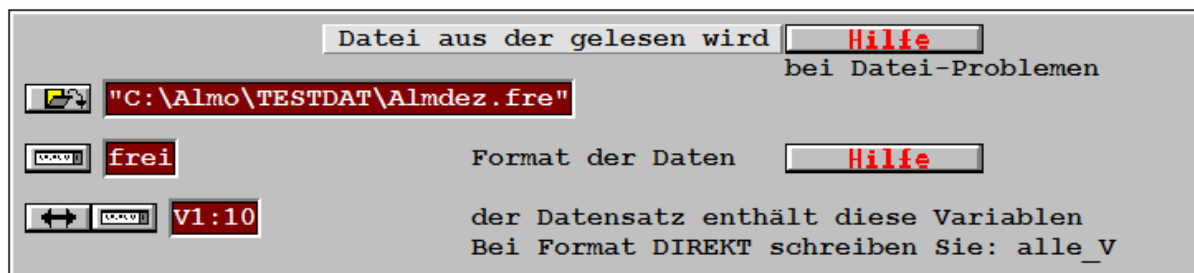 Datei aus der gelesen wird Hilfe
bei Datei-Problemen
"C:\Almo\TESTDAT\Almdez.fre"
frei Format der Daten Hilfe
V1:10 der Datensatz enthält diese Variablen
Bei Format DIREKT schreiben Sie: alle_V